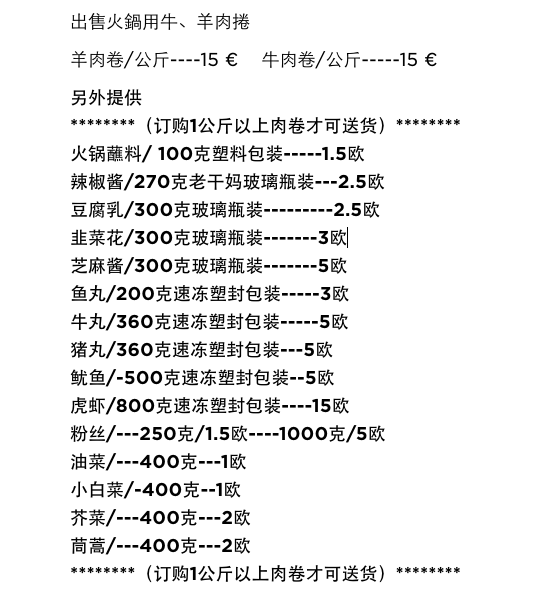 出售火鍋用牛、羊肉捲
羊肉卷/公斤----15 € 牛肉卷/公斤-----15 €
另外提供
********（订购1公斤以上肉卷才可送货）********
火锅蘸料/ 100克塑料包装-----1.5欧
辣椒酱/270克老干妈玻璃瓶装---2.5欧
豆腐乳/300克玻璃瓶装---------2.5欧
韭菜花/300克玻璃瓶装-------3欧
芝麻酱/300克玻璃瓶装-------5欧
鱼丸/200克速冻塑封包装-----3欧
牛丸/360克速冻塑封包装-----5欧
猪丸/360克速冻塑封包装---5欧
鱿鱼/-500克速冻塑封包装--5欧
虎虾/800克速冻塑封包装----15欧
粉丝/---250克/1.5欧----1000克/5欧
油菜/---400克---1欧
小白菜/-400克--1欧
芥菜/---400克---2欧
茼蒿/---400克---2欧
********（订购1公斤以上肉卷才可送货）********